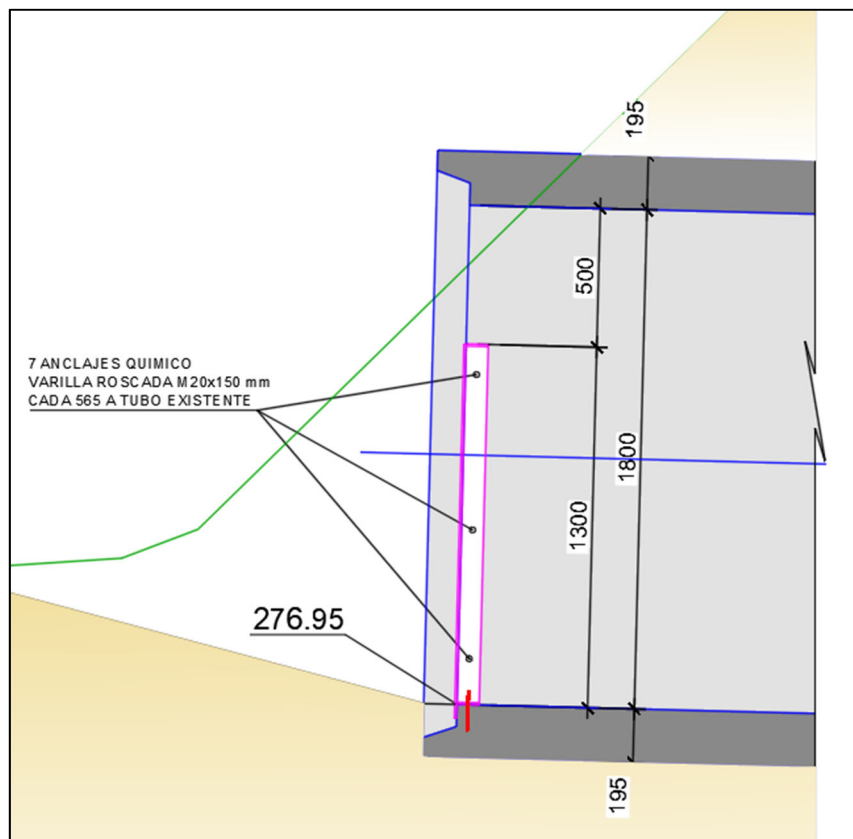 195
500
7 ANCLAJES QUIMICO
VARILLA ROSCADA M20x150 mm
CADA 565 A TUBO EXISTENTE
1800
1300
276.95
195